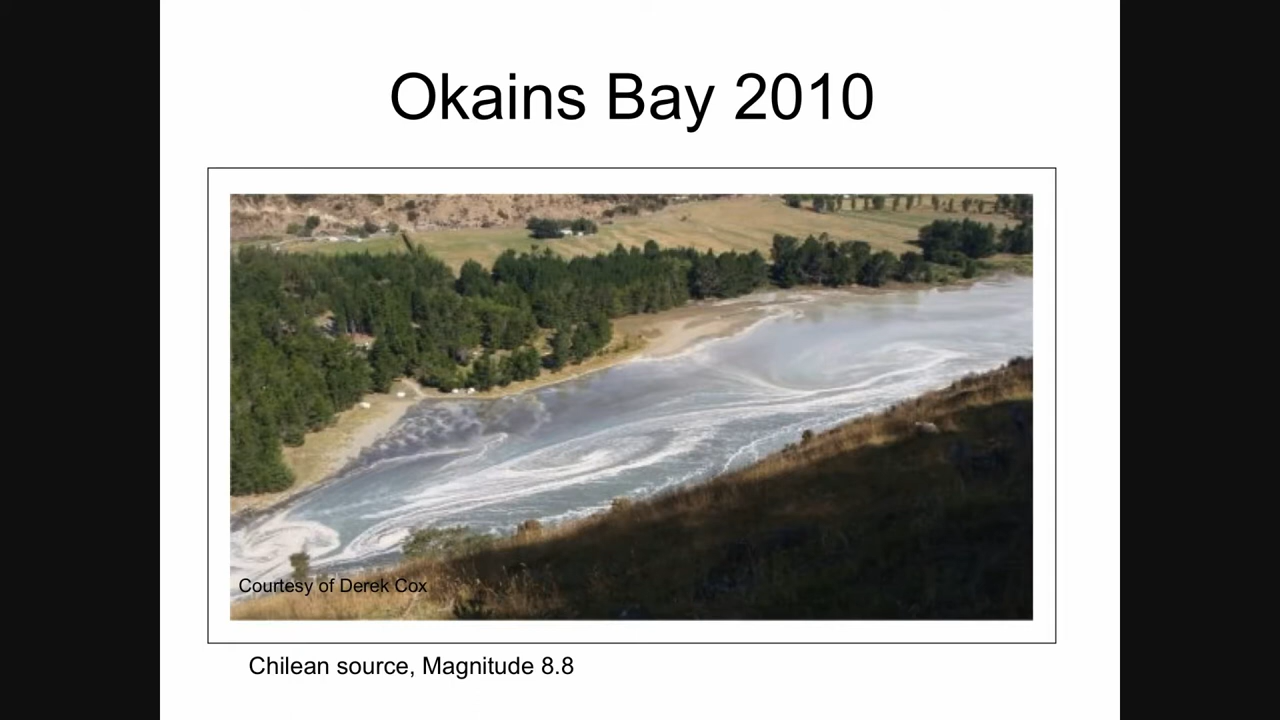 Okains Bay 2010
Courtesy of Derek Cox
Chilean source, Magnitude 8.8